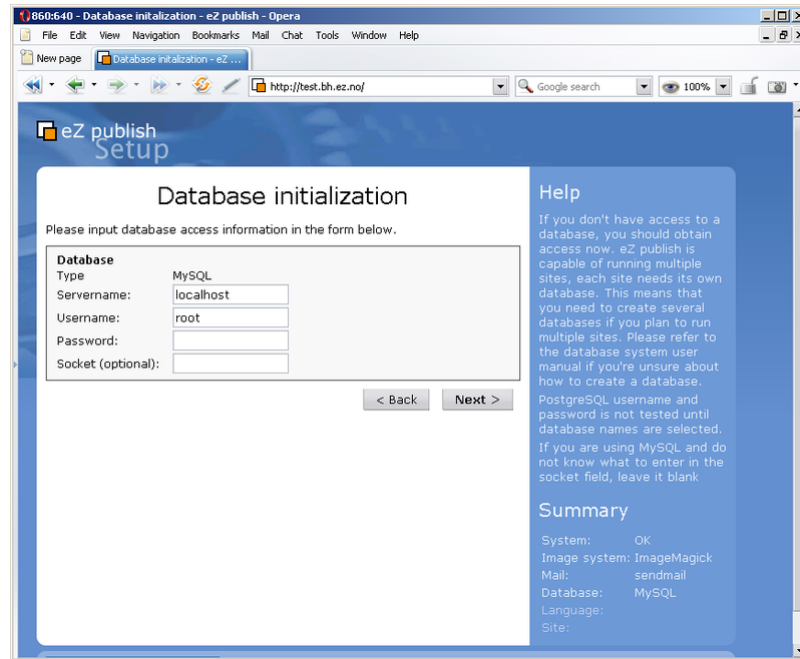 860:640 - Database initalization - eZ publish - Opera
File Edit View Navigation Bookmarks Mail Chat Tools Window Help
New page Database initalization - eZ ...
http://test.bh.ez.no/ Google search 100%
eZ publish
Setup
Database initialization
Please input database access information in the form below.
Database
Type MySQL
Servername: localhost
Username: root
Password:
Socket (optional):
< Back Next >
Help
If you don't have access to a
database, you should obtain
access now. eZ publish is
capable of running multiple
sites, each site needs its own
database. This means that
you need to create several
databases if you plan to run
multiple sites. Please refer to
the database system user
manual if you're unsure about
how to create a database.
PostgreSQL username and
password is not tested until
database names are selected.
If you are using MySQL and do
not know what to enter in the
socket field, leave it blank
Summary
System: OK
Image system: ImageMagick
Mail: sendmail
Database: MySQL
Language:
Site: